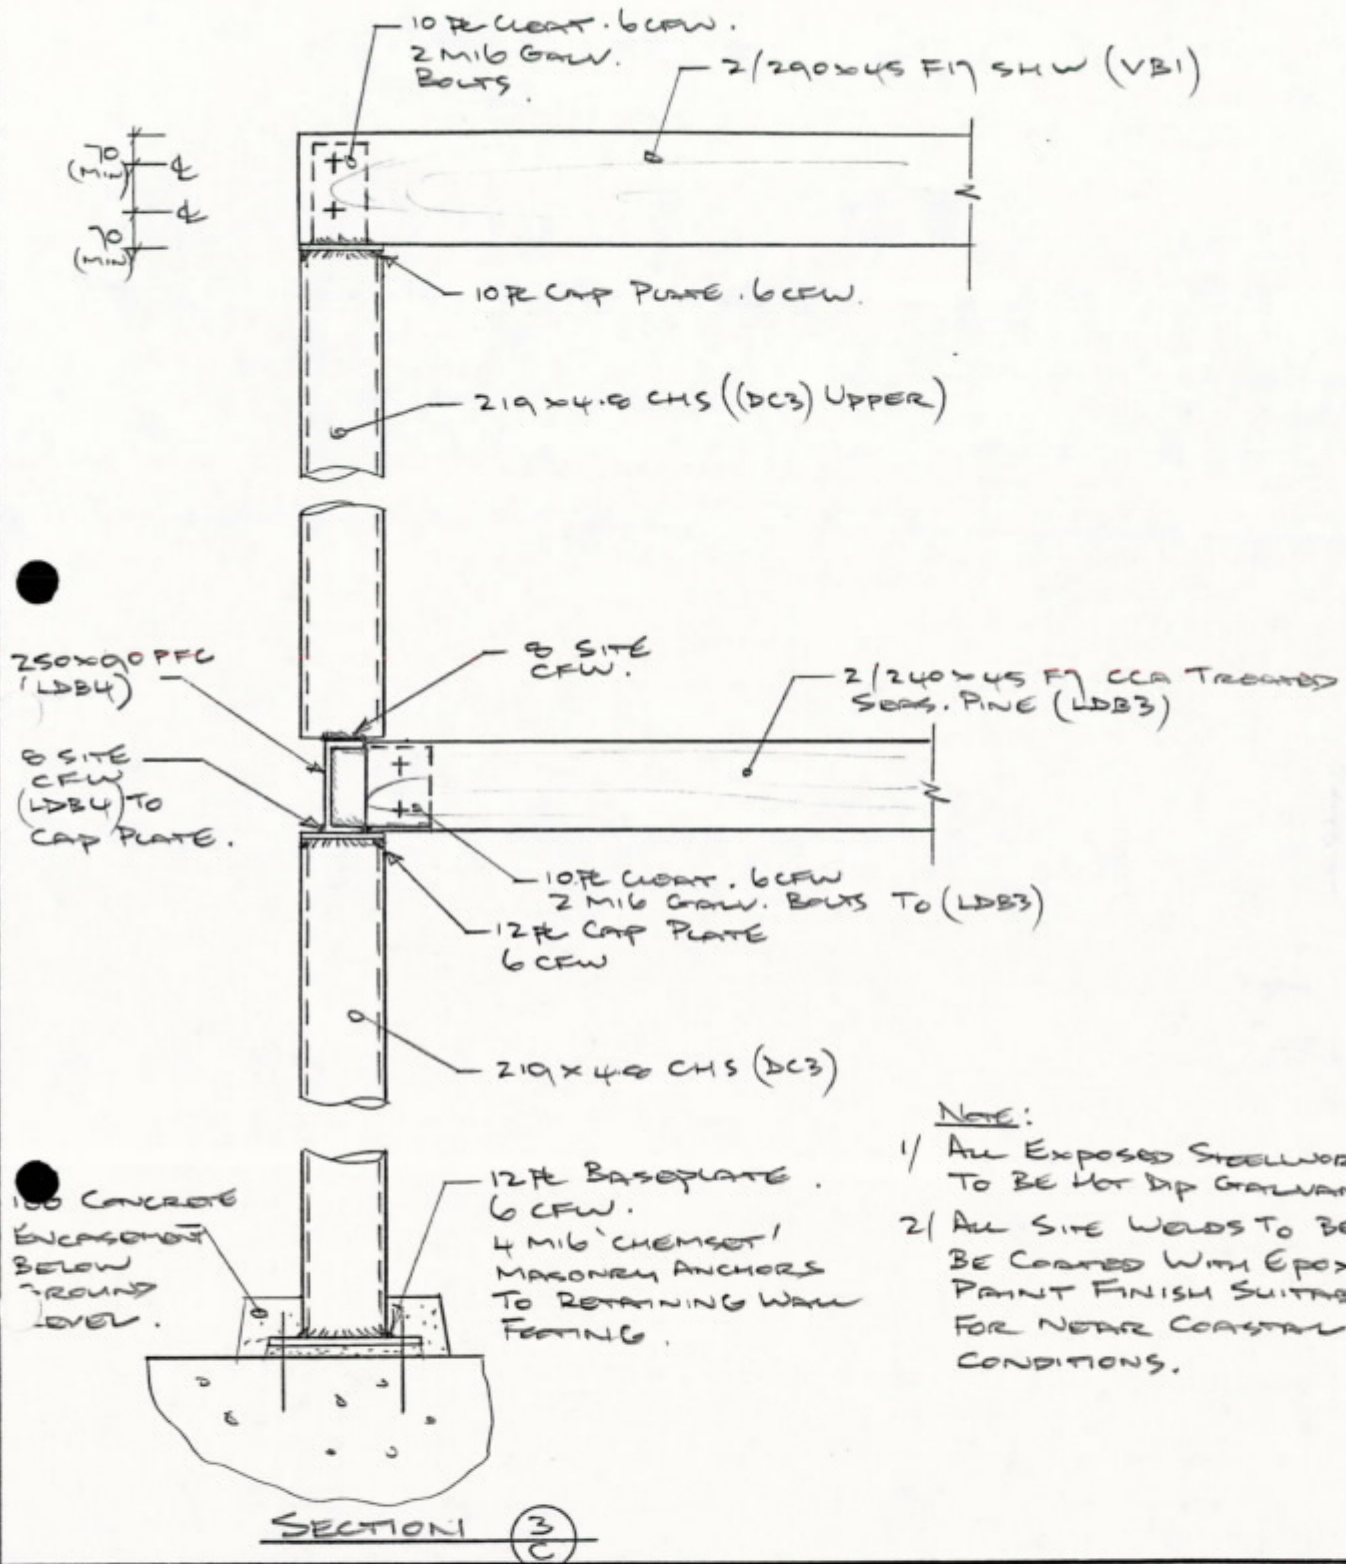 10 PL CLEAT. 6CFW.
2 M16 GALV.
BOLTS.
2/290x45 F17 SHW (VB1)
70
(MIN)
℄
℄
70
(MIN)
10 PL CAP PLATE. 6CFW.
219x4.8 CHS ((DC3) UPPER)
250x90 PFC
(LDB4)
8 SITE
CFW.
2/240x45 F7 CCA TREATED
SEAS. PINE (LDB3)
8 SITE
CFW
(LDB4) TO
CAP PLATE.
10 PL CLEAT. 6CFW
2 M16 GALV. BOLTS TO (LDB3)
12 PL CAP PLATE
6 CFW
219x4.8 CHS (DC3)
NOTE:
1/ ALL EXPOSED STEELWOR
TO BE HOT DIP GALVAN
2/ ALL SITE WELDS TO BE
BE COATED WITH EPOX
PAINT FINISH SUITAB
FOR NEAR COASTAL
CONDITIONS.
12 PL BASEPLATE.
6 CFW.
4 M16 'CHEMSET'
MASONRY ANCHORS
TO RETAINING WALL
FOOTING.
CONCRETE
ENCASEMENT
BELOW
GROUND
LEVEL.
SECTION 3
C